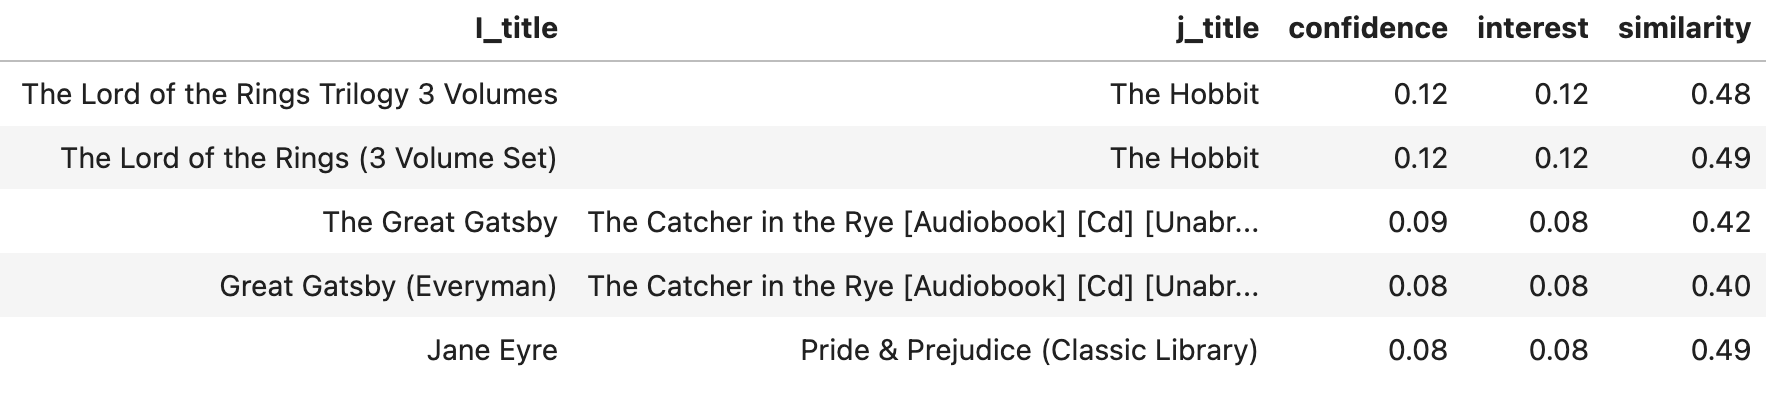 I_title j_title confidence interest similarity
The Lord of the Rings Trilogy 3 Volumes The Hobbit 0.12 0.12 0.48
The Lord of the Rings (3 Volume Set) The Hobbit 0.12 0.12 0.49
The Great Gatsby The Catcher in the Rye [Audiobook] [Cd] [Unabr... 0.09 0.08 0.42
Great Gatsby (Everyman) The Catcher in the Rye [Audiobook] [Cd] [Unabr... 0.08 0.08 0.40
Jane Eyre Pride & Prejudice (Classic Library) 0.08 0.08 0.49